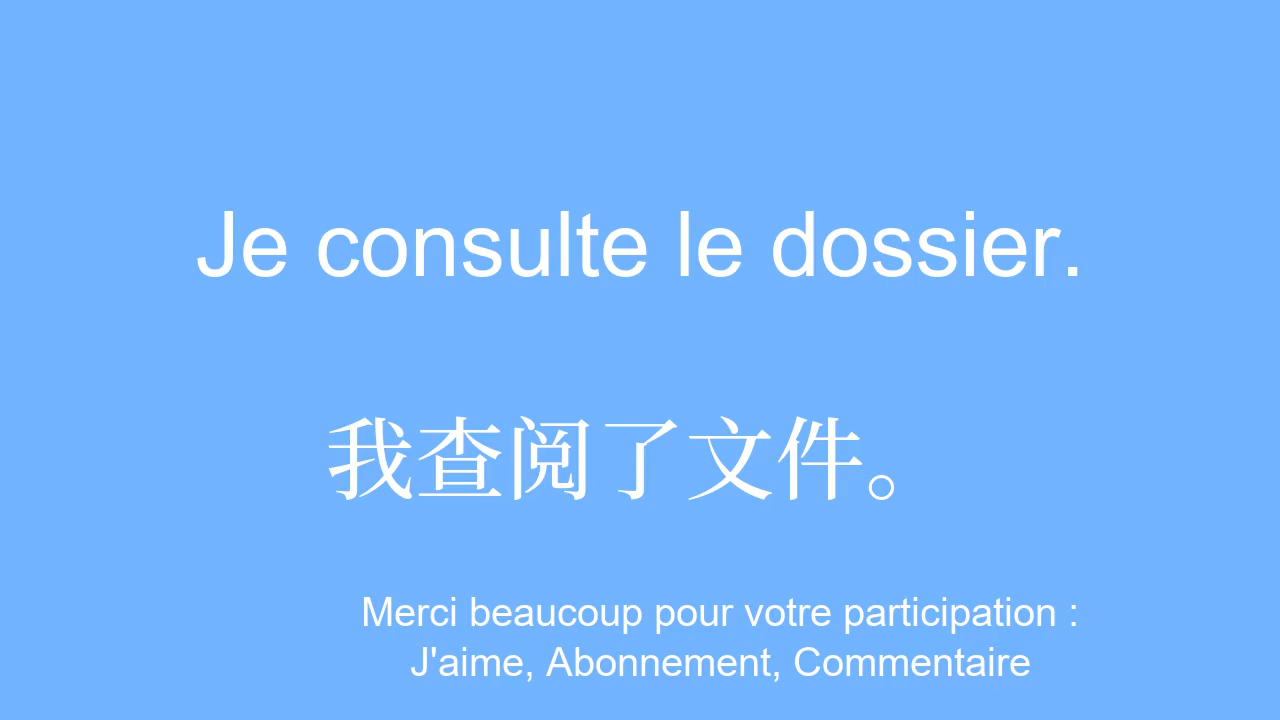 Je consulte le dossier.
我查阅了文件。
Merci beaucoup pour votre participation :
J'aime, Abonnement, Commentaire